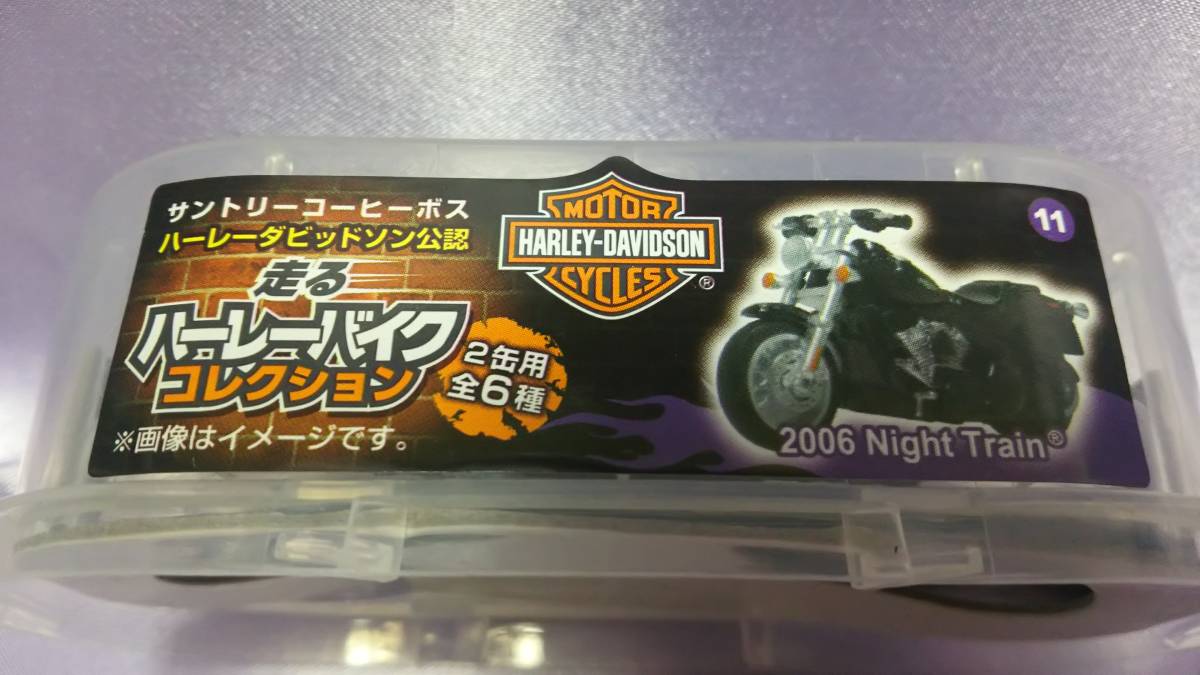 サントリーコーヒーボス
ハーレーダビッドソン公認
走る
ハーレーバイク
コレクション
2缶用
全6種
※画像はイメージです。
MOTOR
HARLEY-DAVIDSON
CYCLES
®
11
2006 Night Train®